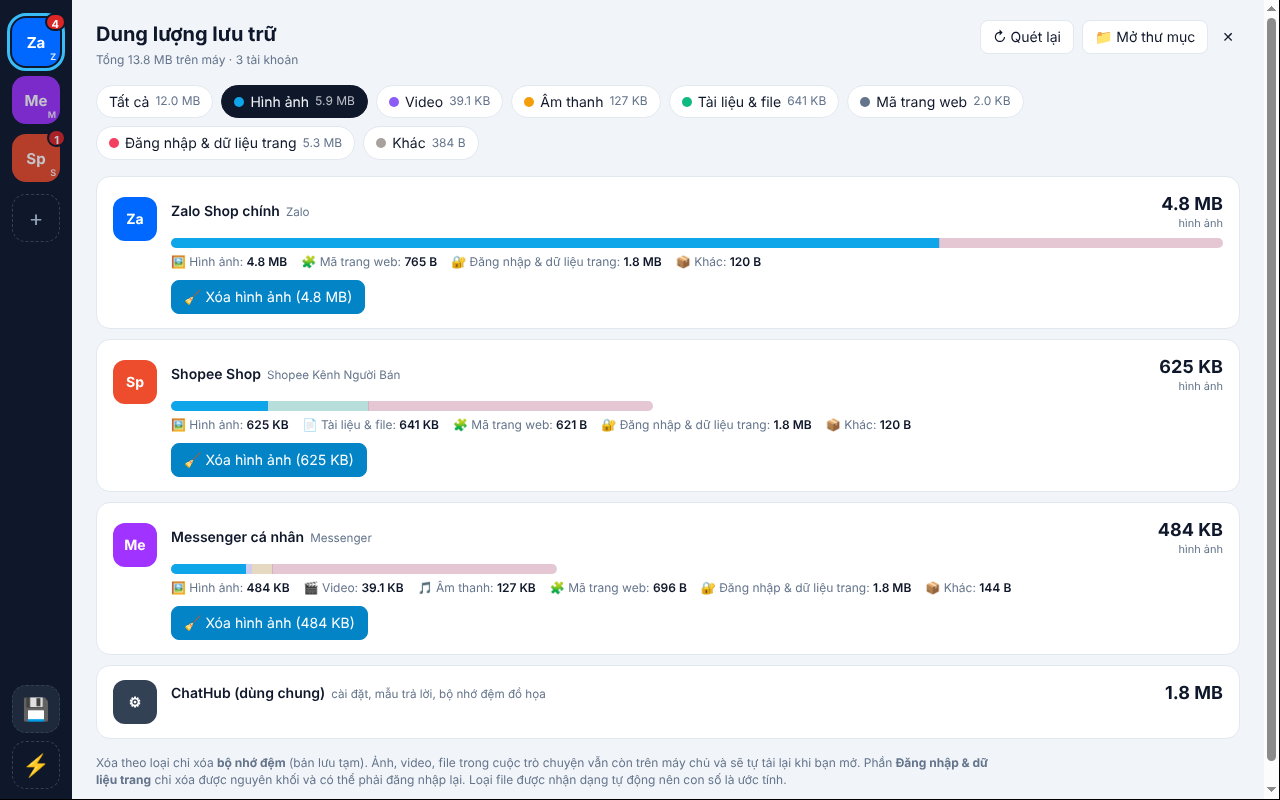 4
Za
Z
Me
M
1
Sp
S
+
Dung lượng lưu trữ
Tổng 13.8 MB trên máy · 3 tài khoản
↻ Quét lại
📁 Mở thư mục
✕
Tất cả 12.0 MB
Hình ảnh 5.9 MB
Video 39.1 KB
Âm thanh 127 KB
Tài liệu & file 641 KB
Mã trang web 2.0 KB
Đăng nhập & dữ liệu trang 5.3 MB
Khác 384 B
Za
Zalo Shop chính Zalo
4.8 MB
hình ảnh
🖼️ Hình ảnh: 4.8 MB 🧩 Mã trang web: 765 B 🔐 Đăng nhập & dữ liệu trang: 1.8 MB 📦 Khác: 120 B
🧹 Xóa hình ảnh (4.8 MB)
Sp
Shopee Shop Shopee Kênh Người Bán
625 KB
hình ảnh
🖼️ Hình ảnh: 625 KB 📄 Tài liệu & file: 641 KB 🧩 Mã trang web: 621 B 🔐 Đăng nhập & dữ liệu trang: 1.8 MB 📦 Khác: 120 B
🧹 Xóa hình ảnh (625 KB)
Me
Messenger cá nhân Messenger
484 KB
hình ảnh
🖼️ Hình ảnh: 484 KB 🎬 Video: 39.1 KB 🎵 Âm thanh: 127 KB 🧩 Mã trang web: 696 B 🔐 Đăng nhập & dữ liệu trang: 1.8 MB 📦 Khác: 144 B
🧹 Xóa hình ảnh (484 KB)
ChatHub (dùng chung) cài đặt, mẫu trả lời, bộ nhớ đệm đồ họa
1.8 MB
Xóa theo loại chỉ xóa bộ nhớ đệm (bản lưu tạm). Ảnh, video, file trong cuộc trò chuyện vẫn còn trên máy chủ và sẽ tự tải lại khi bạn mở. Phần Đăng nhập & dữ
liệu trang chỉ xóa được nguyên khối và có thể phải đăng nhập lại. Loại file được nhận dạng tự động nên con số là ước tính.